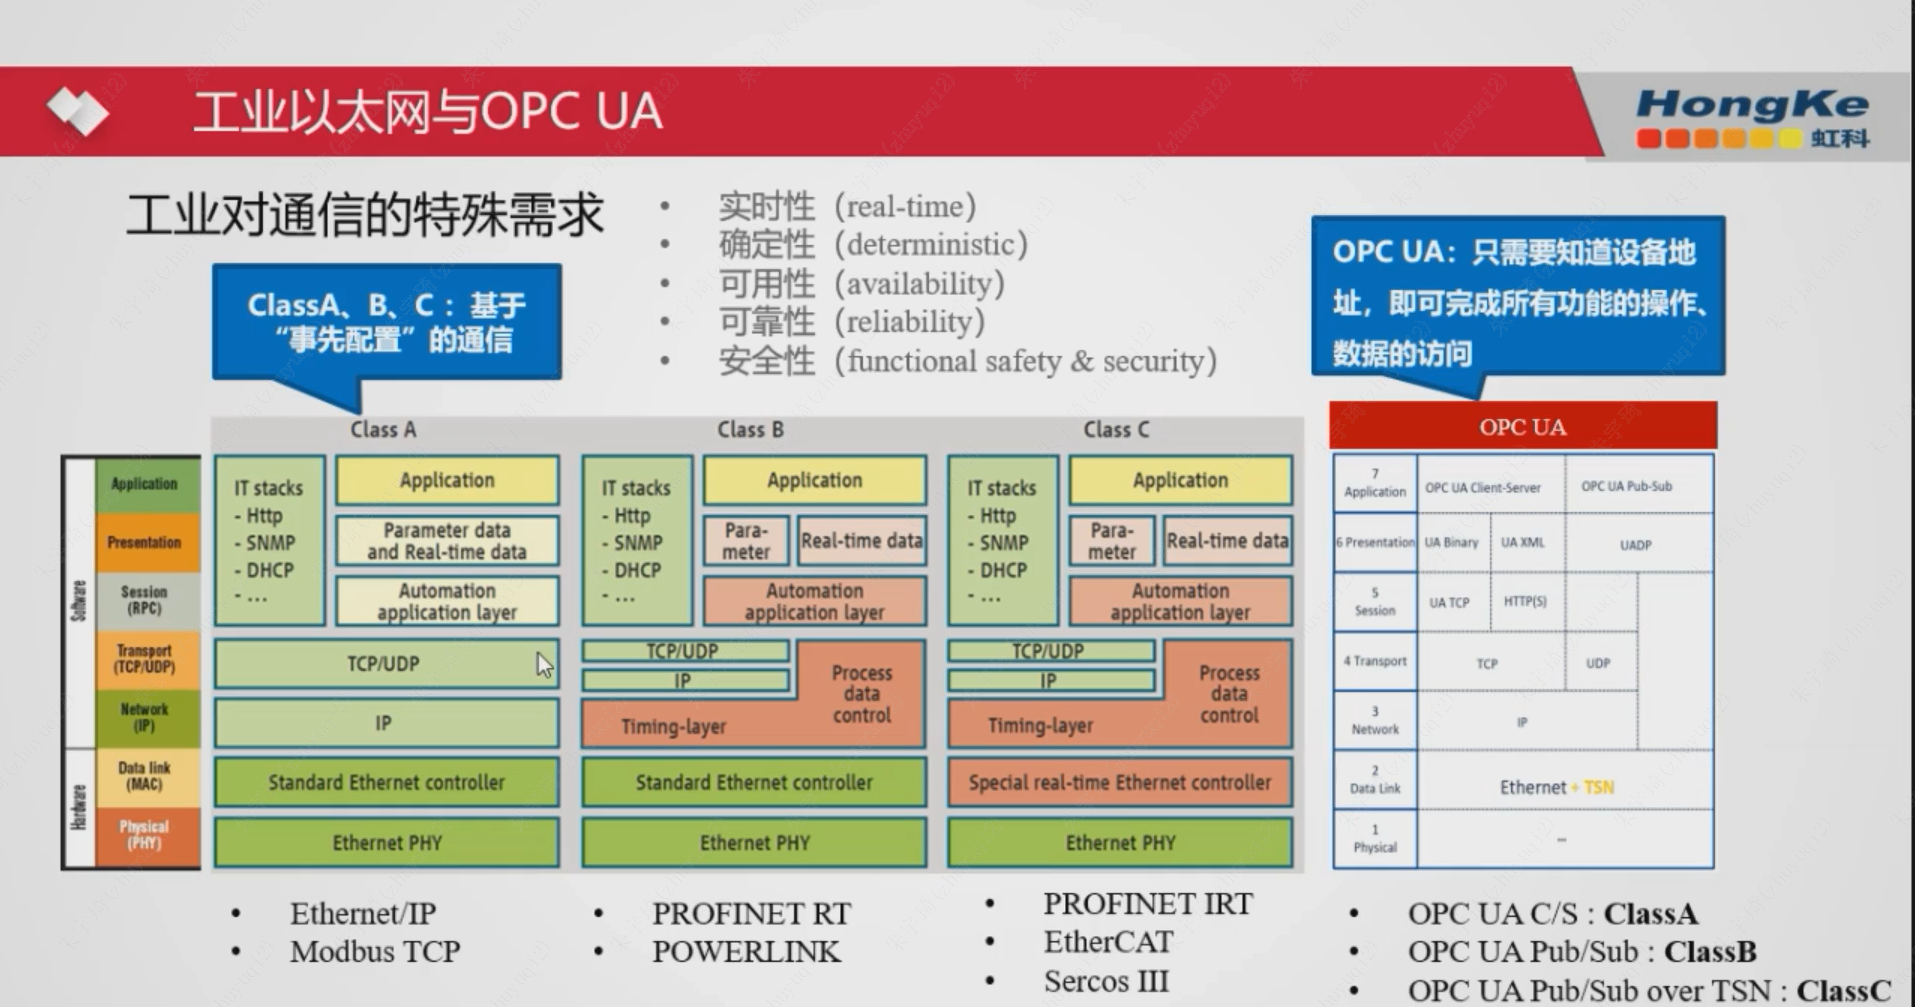 工业以太网与OPC UA
HongKe
虹科
工业对通信的特殊需求
• 实时性（real-time）
• 确定性（deterministic）
• 可用性（availability）
• 可靠性（reliability）
• 安全性（functional safety & security）
ClassA、B、C：基于
“事先配置”的通信
OPC UA：只需要知道设备地
址，即可完成所有功能的操作、
数据的访问
Software
Hardware
Application
Presentation
Session
(RPC)
Transport
(TCP/UDP)
Network
(IP)
Data link
(MAC)
Physical
(PHY)
Class A
IT stacks
- Http
- SNMP
- DHCP
- ...
Application
Parameter data
and Real-time data
Automation
application layer
TCP/UDP
IP
Standard Ethernet controller
Ethernet PHY
Class B
IT stacks
- Http
- SNMP
- DHCP
- ...
Application
Para-
meter
Real-time data
Automation
application layer
TCP/UDP
IP
Timing-layer
Process
data
control
Standard Ethernet controller
Ethernet PHY
Class C
IT stacks
- Http
- SNMP
- DHCP
- ...
Application
Para-
meter
Real-time data
Automation
application layer
TCP/UDP
IP
Timing-layer
Process
data
control
Special real-time Ethernet controller
Ethernet PHY
OPC UA
7
Application
OPC UA Client-Server
OPC UA Pub-Sub
6 Presentation
UA Binary
UA XML
UADP
5
Session
UA TCP
HTTP(S)
4 Transport
TCP
UDP
3
Network
IP
2
Data Link
Ethernet + TSN
1
Physical
--
• Ethernet/IP
• Modbus TCP
• PROFINET RT
• POWERLINK
• PROFINET IRT
• EtherCAT
• Sercos III
• OPC UA C/S : ClassA
• OPC UA Pub/Sub : ClassB
• OPC UA Pub/Sub over TSN : ClassC